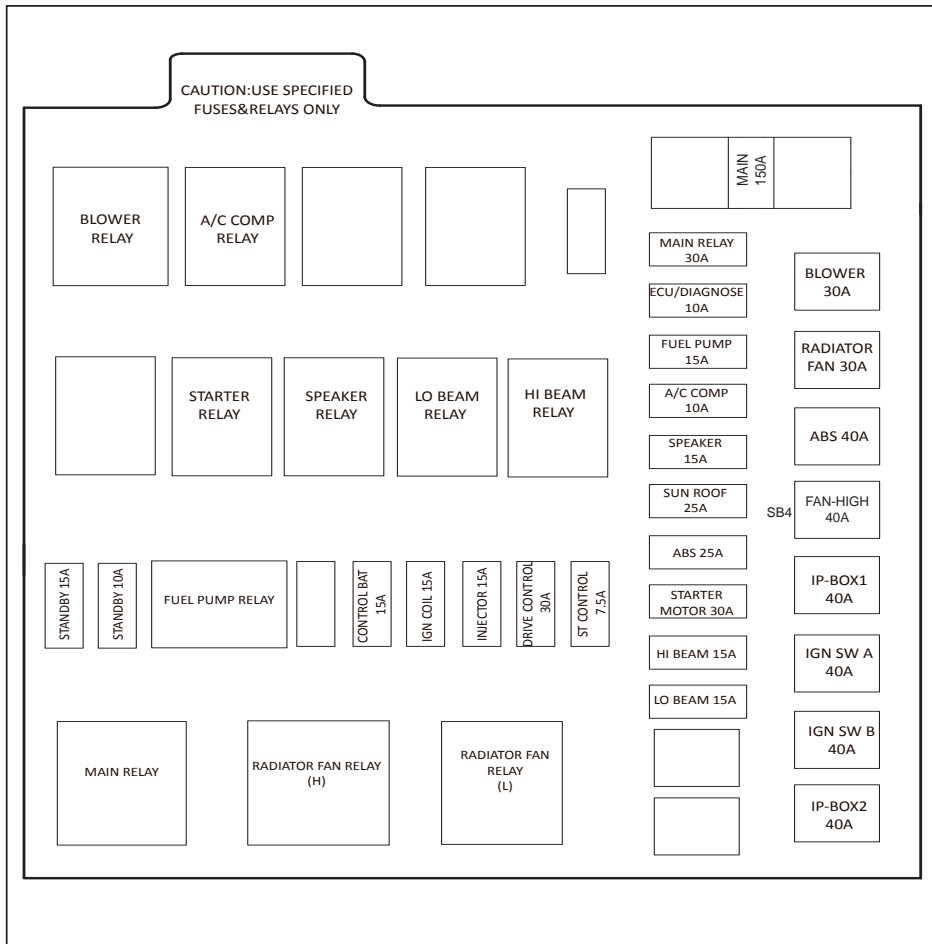 CAUTION:USE SPECIFIED
FUSES&RELAYS ONLY
BLOWER
RELAY
A/C COMP
RELAY
MAIN
150A
MAIN RELAY
30A
ECU/DIAGNOSE
10A
FUEL PUMP
15A
A/C COMP
10A
SPEAKER
15A
SUN ROOF
25A
ABS 25A
STARTER
MOTOR 30A
HI BEAM 15A
LO BEAM 15A
BLOWER
30A
RADIATOR
FAN 30A
ABS 40A
SB4
FAN-HIGH
40A
IP-BOX1
40A
IGN SW A
40A
IGN SW B
40A
IP-BOX2
40A
STARTER
RELAY
SPEAKER
RELAY
LO BEAM
RELAY
HI BEAM
RELAY
STANDBY 15A
STANDBY 10A
FUEL PUMP RELAY
CONTROL BAT
15A
IGN COIL 15A
INJECTOR 15A
DRIVE CONTROL
30A
ST CONTROL
7.5A
MAIN RELAY
RADIATOR FAN RELAY
(H)
RADIATOR FAN
RELAY
(L)